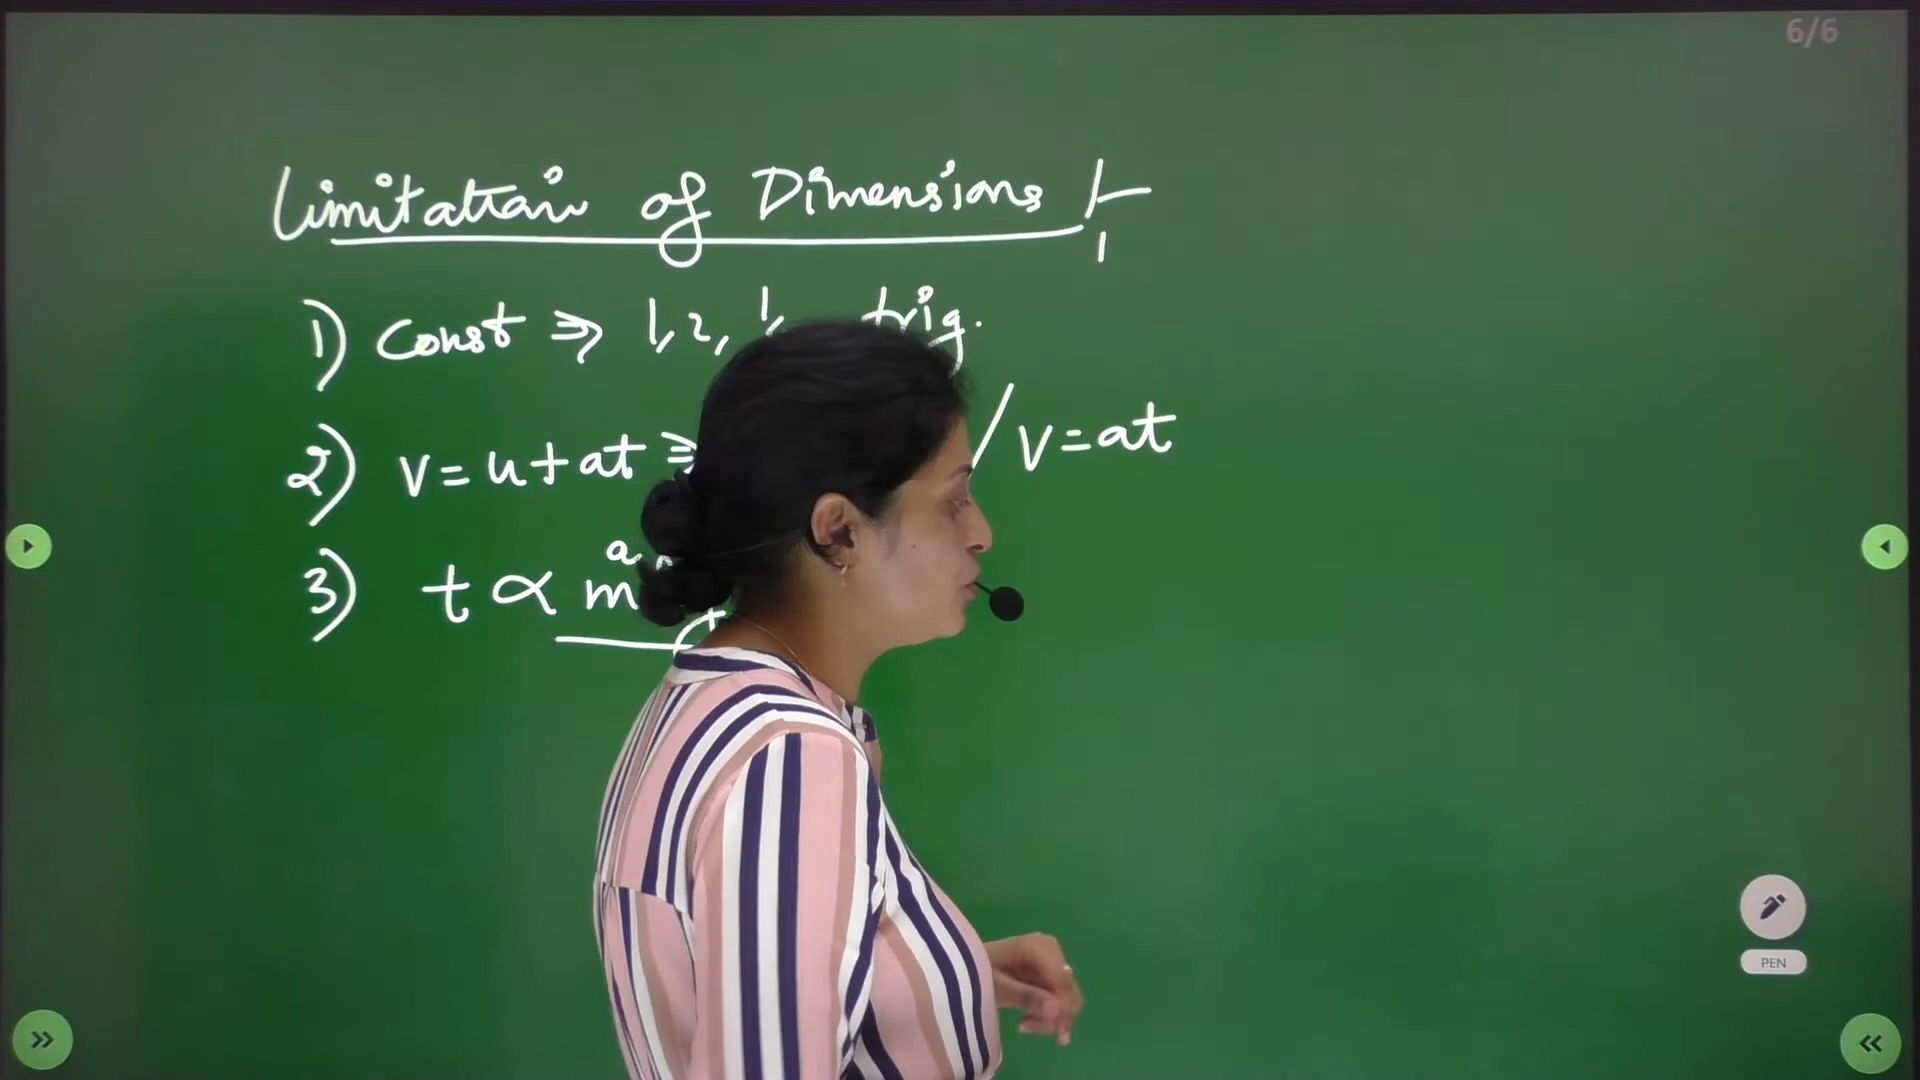 6/6
Limitation of Dimensions :-
1) Const ⇒ 1, 2, trig.
2) v = u + at ⇒ / v = at
3) t ∝ m^a
PEN